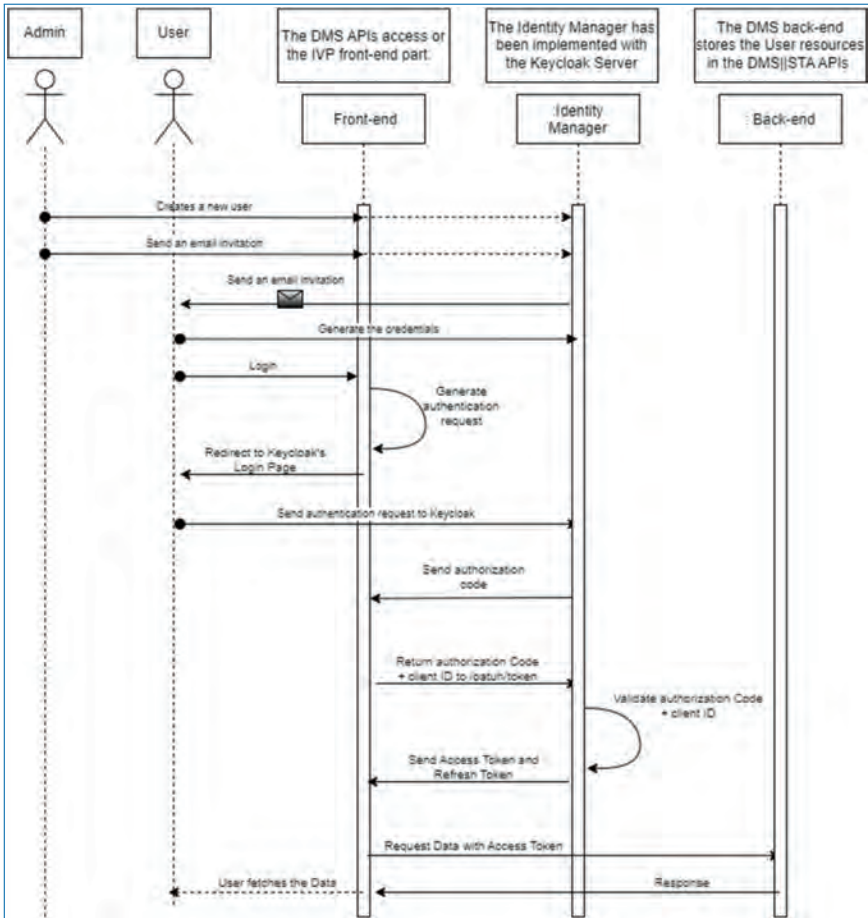 Admin
User
The DMS APIs access or
the IVP front-end part.
The Identity Manager has
been implemented with
the Keycloak Server
The DMS back-end
stores the User resources
in the DMS||STA APIs
Front-end
Identity
Manager
Back-end
Creates a new user
Send an email invitation
Send an email invitation
Generate the credentials
Login
Generate
authentication
request
Redirect to Keycloak's
Login Page
Send authentication request to Keycloak
Send authorization
code
Return authorization Code
+ client ID to /oatuh/token
Validate authorization Code
+ client ID
Send Access Token and
Refresh Token
Request Data with Access Token
User fetches the Data
Response